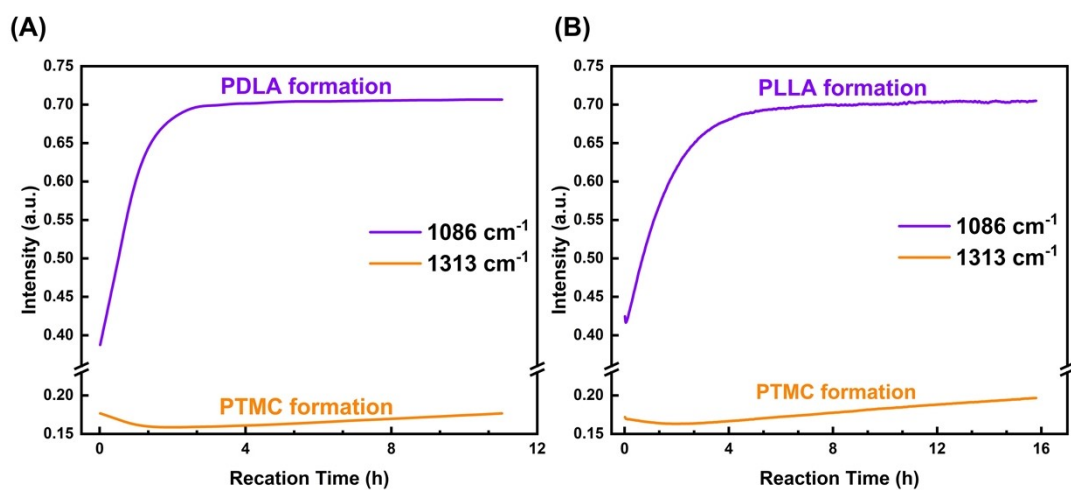 (A)
0.75
0.70
0.65
0.60
0.55
0.50
0.45
0.40
0.20
0.15
Intensity (a.u.)
PDLA formation
1086 cm-1
1313 cm-1
PTMC formation
0 4 8 12
Recation Time (h)
(B)
0.75
0.70
0.65
0.60
0.55
0.50
0.45
0.40
0.20
0.15
Intensity (a.u.)
PLLA formation
1086 cm-1
1313 cm-1
PTMC formation
0 4 8 12 16
Reaction Time (h)